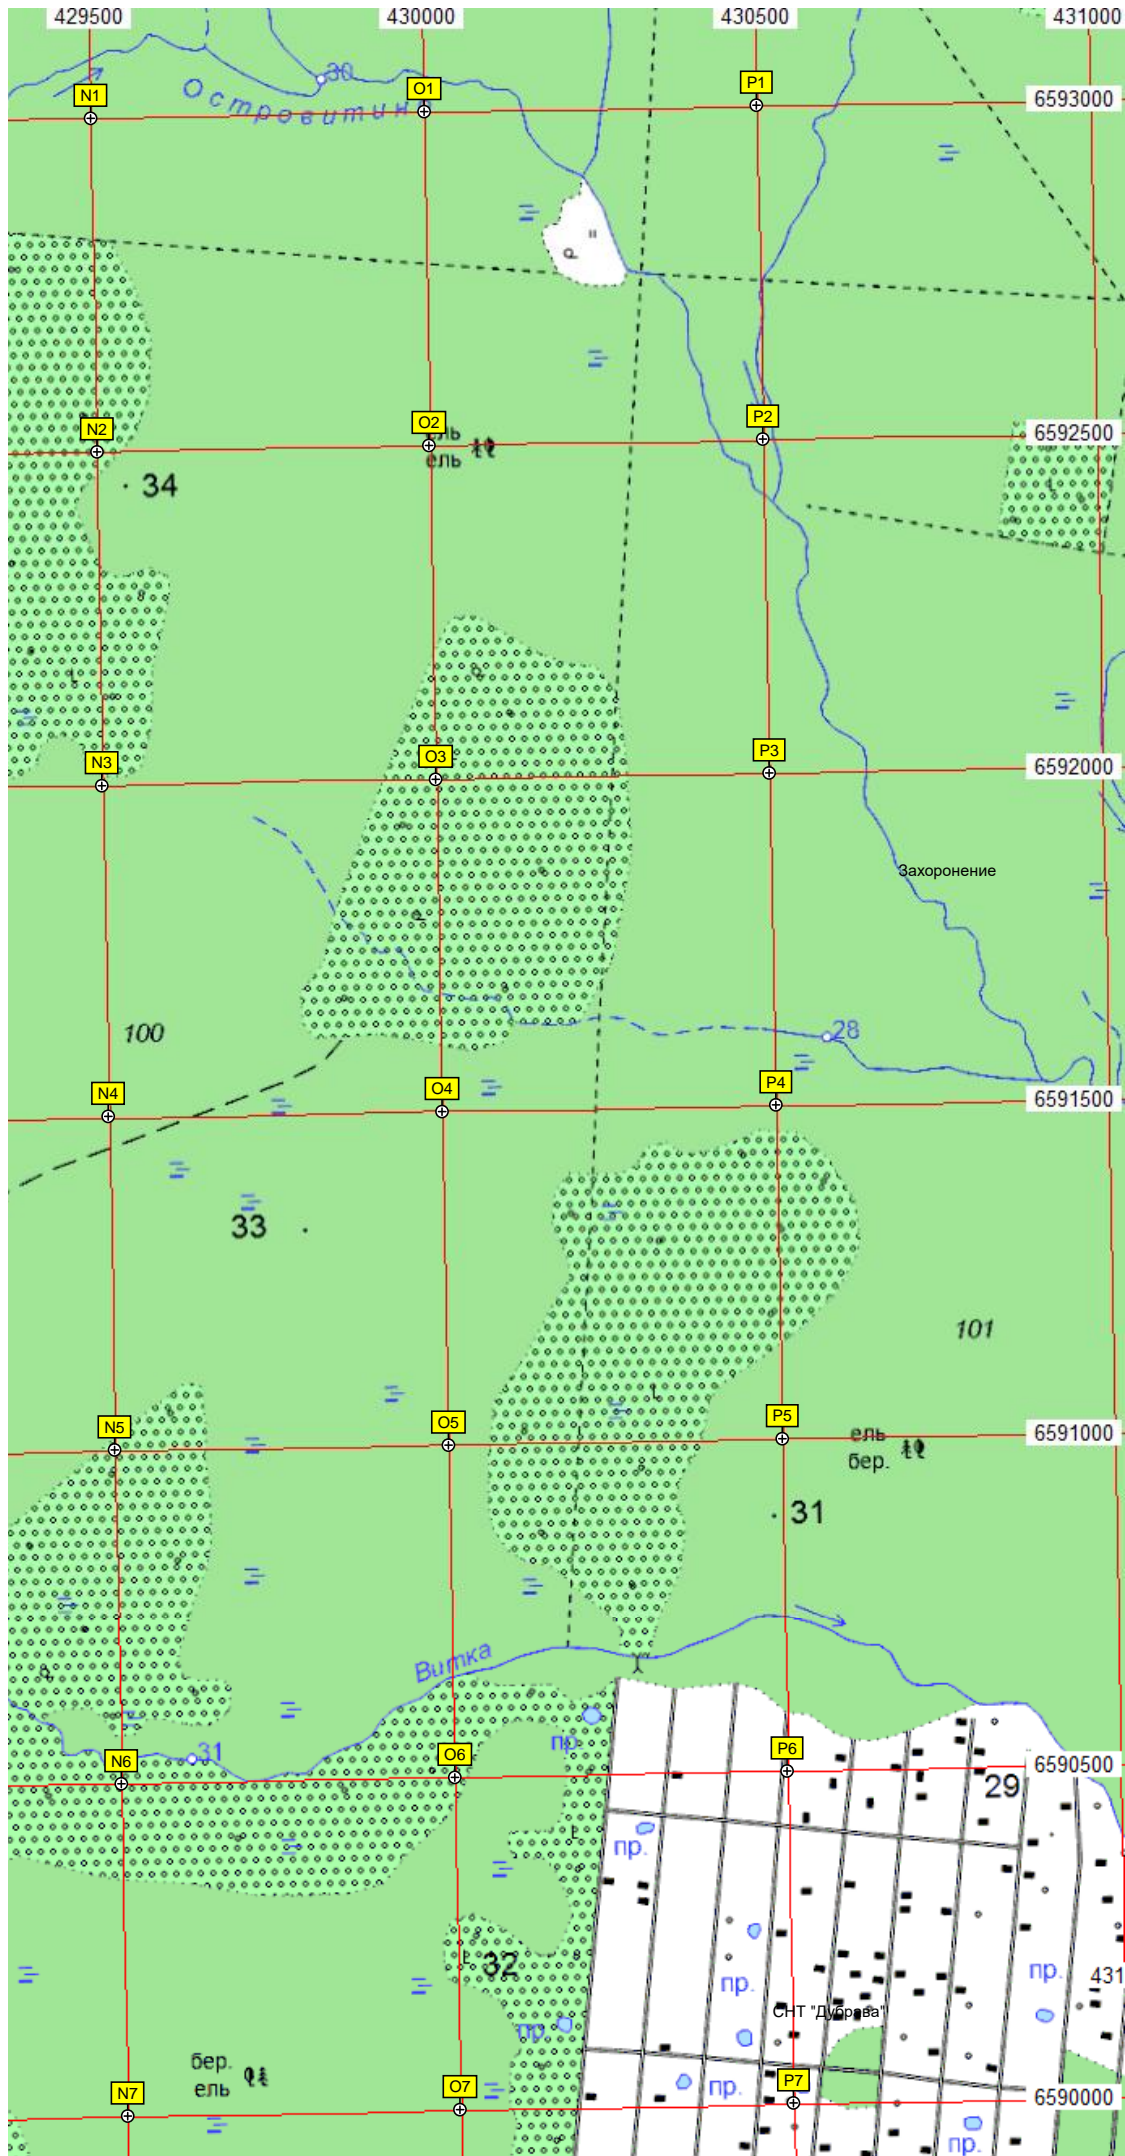 429500
430000
430500
431000
30
Островитинс
N1
O1
P1
6593000
N2
O2
P2
6592500
ель
34
N3
O3
P3
6592000
Захоронение
100
28
N4
O4
P4
6591500
33
101
N5
O5
P5
6591000
ель
бер.
31
Витка
пр.
31
N6
O6
P6
6590500
29
пр.
32
пр.
пр.
431
СНТ "Дубрава"
пр.
бер.
ель
пр.
N7
O7
P7
6590000
пр.